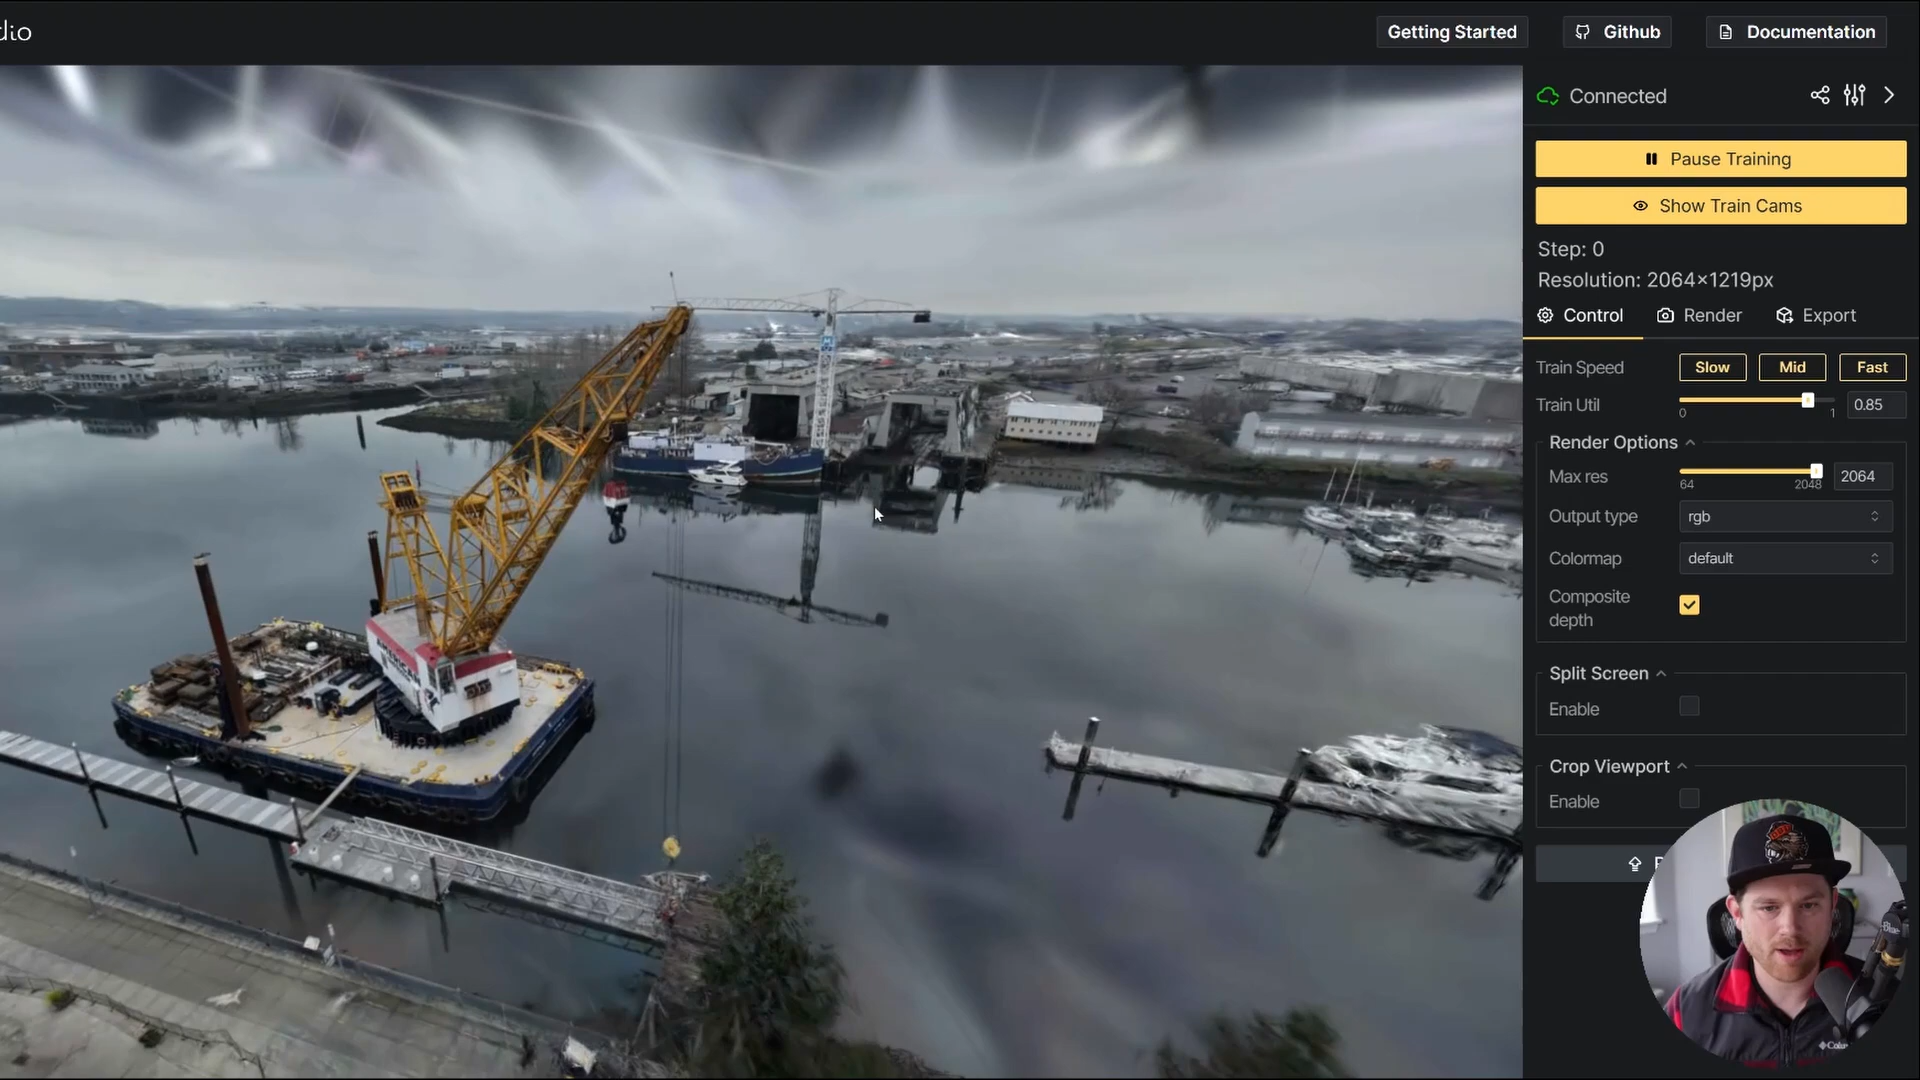 dio
Getting Started
Github
Documentation
Connected
Pause Training
Show Train Cams
Step: 0
Resolution: 2064×1219px
Control
Render
Export
Train Speed
Slow
Mid
Fast
Train Util
0
1
0.85
Render Options
Max res
64
2048
2064
Output type
rgb
Colormap
default
Composite
depth
Split Screen
Enable
Crop Viewport
Enable
AMERICAN
Blue